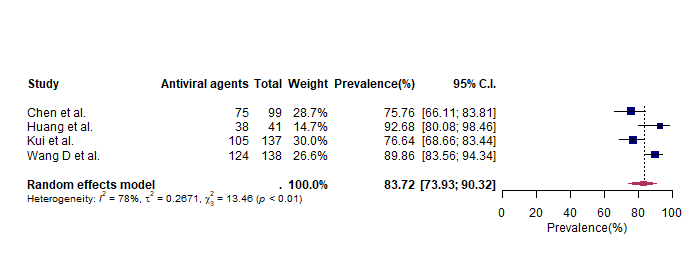 Study Antiviral agents Total Weight Prevalence(%) 95% C.I.
Chen et al. 75 99 28.7% 75.76 [66.11; 83.81]
Huang et al. 38 41 14.7% 92.68 [80.08; 98.46]
Kui et al. 105 137 30.0% 76.64 [68.66; 83.44]
Wang D et al. 124 138 26.6% 89.86 [83.56; 94.34]
Random effects model . 100.0% 83.72 [73.93; 90.32]
Heterogeneity: I² = 78%, τ² = 0.2671, χ²₃ = 13.46 (p < 0.01)
0 20 40 60 80 100
Prevalence(%)